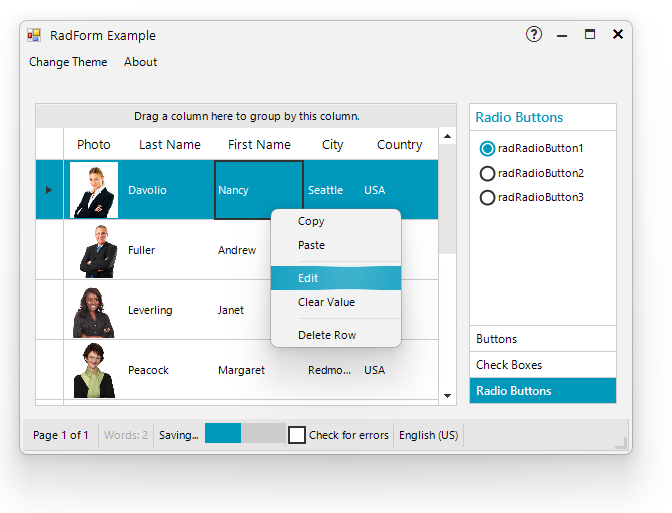 RadForm Example
Change Theme About
Drag a column here to group by this column.
Photo Last Name First Name City Country
Davolio Nancy Seattle USA
Fuller Andrew
Leverling Janet
Peacock Margaret Redmo... USA
Copy
Paste
Edit
Clear Value
Delete Row
Radio Buttons
radRadioButton1
radRadioButton2
radRadioButton3
Buttons
Check Boxes
Radio Buttons
Page 1 of 1 Words: 2 Saving... Check for errors English (US)